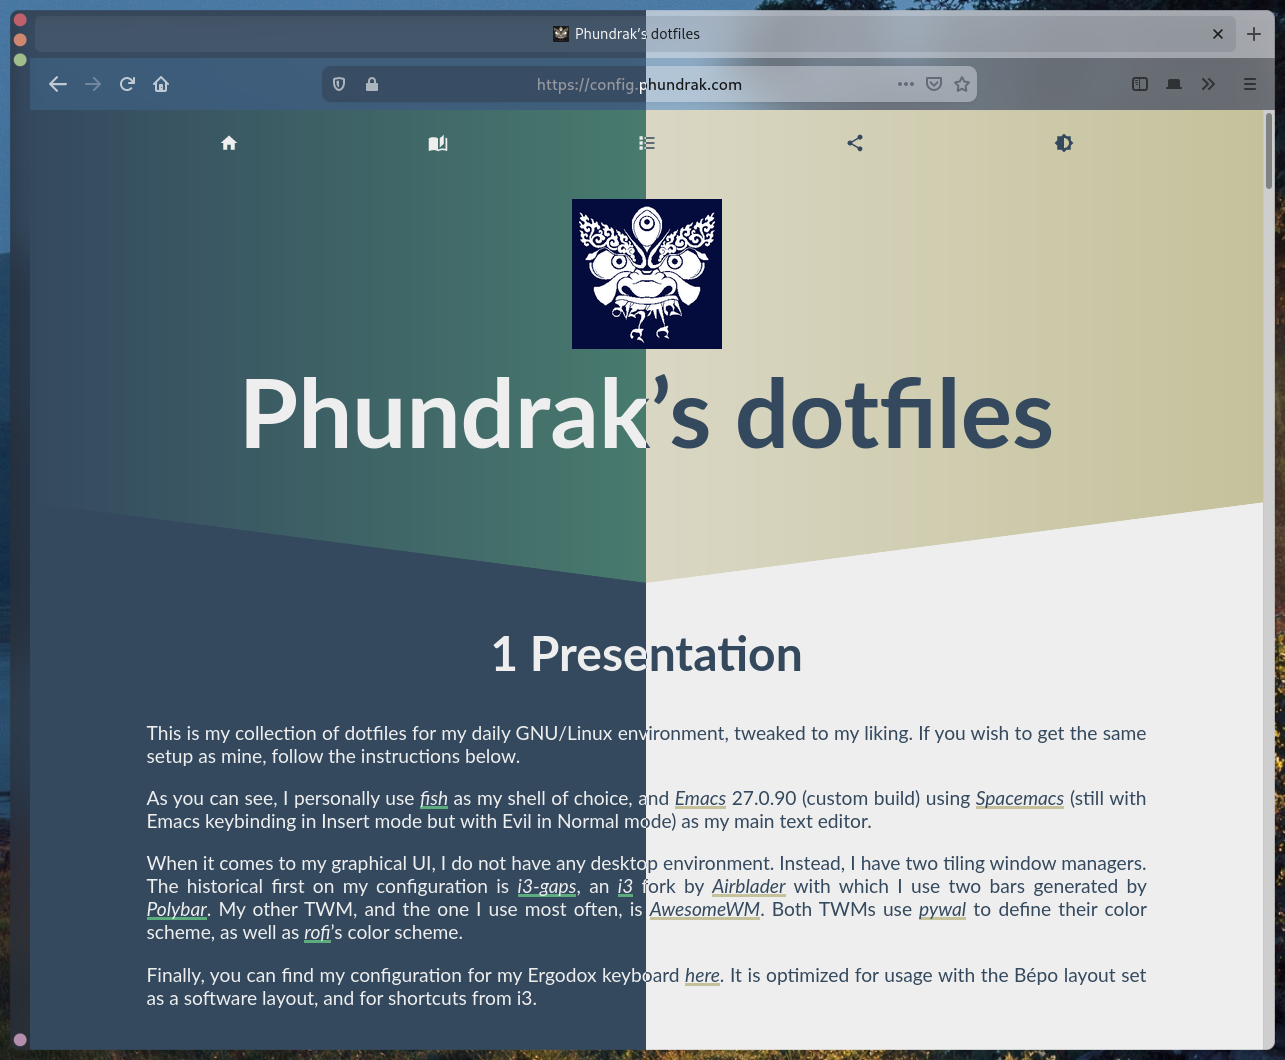 Phundrak's dotfiles
https://config.phundrak.com
Phundrak's dotfiles
1 Presentation
This is my collection of dotfiles for my daily GNU/Linux environment, tweaked to my liking. If you wish to get the same
setup as mine, follow the instructions below.
As you can see, I personally use fish as my shell of choice, and Emacs 27.0.90 (custom build) using Spacemacs (still with
Emacs keybinding in Insert mode but with Evil in Normal mode) as my main text editor.
When it comes to my graphical UI, I do not have any desktop environment. Instead, I have two tiling window managers.
The historical first on my configuration is i3-gaps, an i3 fork by Airblader with which I use two bars generated by
Polybar. My other TWM, and the one I use most often, is AwesomeWM. Both TWMs use pywal to define their color
scheme, as well as rofi's color scheme.
Finally, you can find my configuration for my Ergodox keyboard here. It is optimized for usage with the Bépo layout set
as a software layout, and for shortcuts from i3.